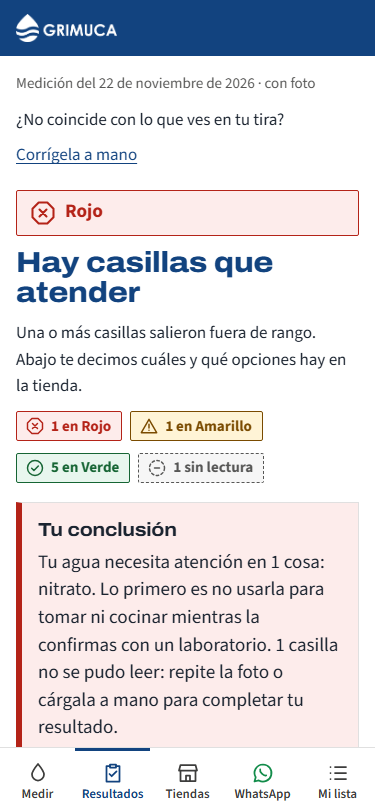 GRIMUCA
Medición del 22 de noviembre de 2026 · con foto
¿No coincide con lo que ves en tu tira?
Corrígela a mano
Rojo
Hay casillas que
atender
Una o más casillas salieron fuera de rango.
Abajo te decimos cuáles y qué opciones hay en
la tienda.
1 en Rojo
1 en Amarillo
5 en Verde
1 sin lectura
Tu conclusión
Tu agua necesita atención en 1 cosa:
nitrato. Lo primero es no usarla para
tomar ni cocinar mientras la
confirmas con un laboratorio. 1 casilla
no se pudo leer: repite la foto o
cárgala a mano para completar tu
resultado.
Medir
Resultados
Tiendas
WhatsApp
Mi lista